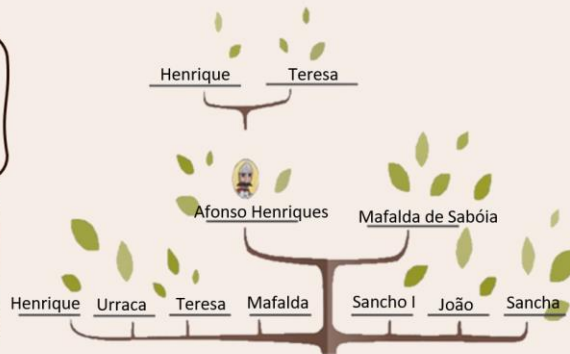 Henrique Teresa
Afonso Henriques Mafalda de Sabóia
Henrique Urraca Teresa Mafalda Sancho I João Sancha